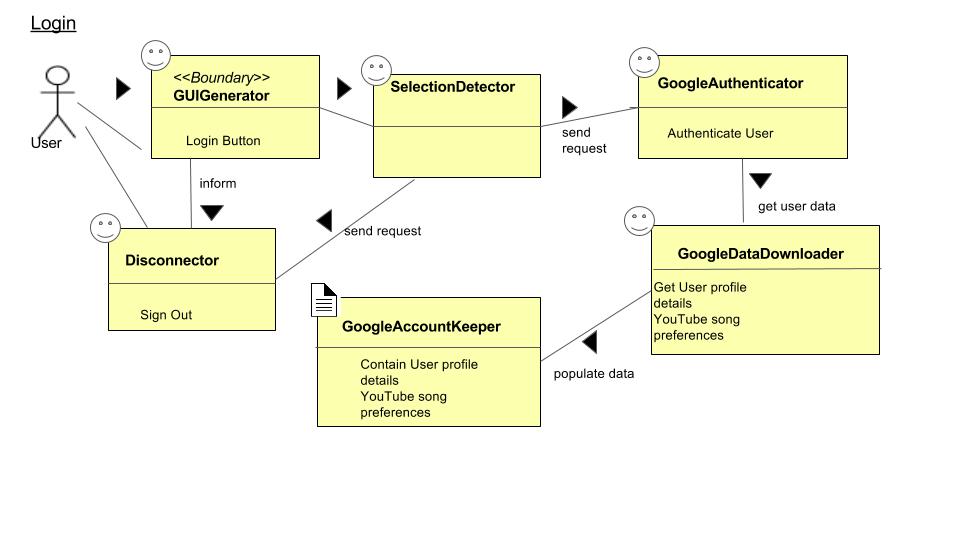 Login
User
<<Boundary>>
GUIGenerator
Login Button
SelectionDetector
send
request
GoogleAuthenticator
Authenticate User
inform
get user data
send request
Disconnector
Sign Out
GoogleDataDownloader
Get User profile
details
YouTube song
preferences
GoogleAccountKeeper
Contain User profile
details
YouTube song
preferences
populate data